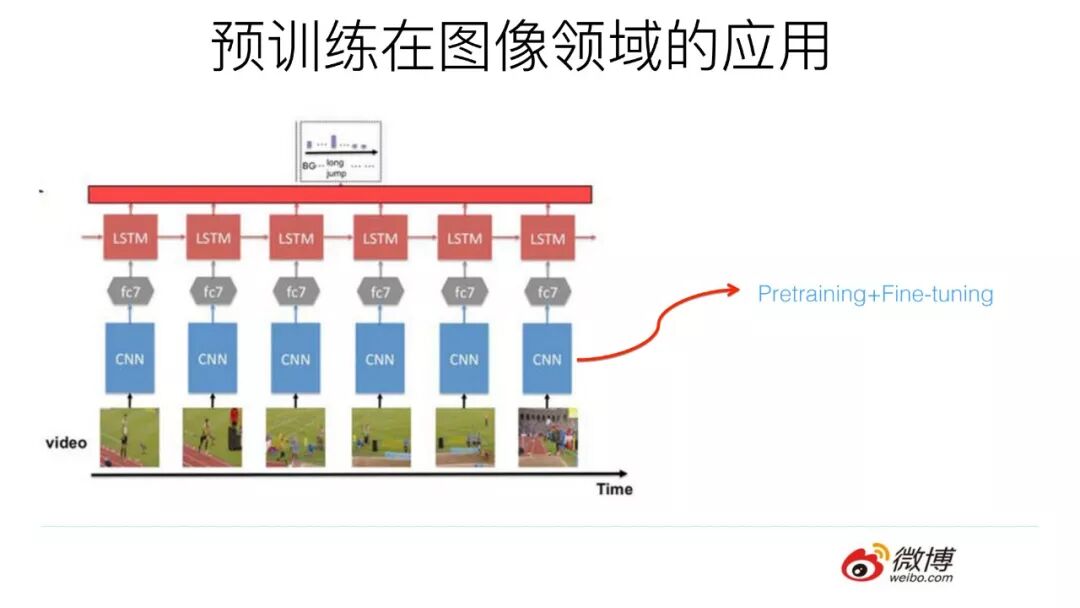 预训练在图像领域的应用
BG ... long jump ... ...
LSTM LSTM LSTM LSTM LSTM LSTM
fc7 fc7 fc7 fc7 fc7 fc7
Pretraining+Fine-tuning
CNN CNN CNN CNN CNN CNN
video
Time
微博
weibo.com